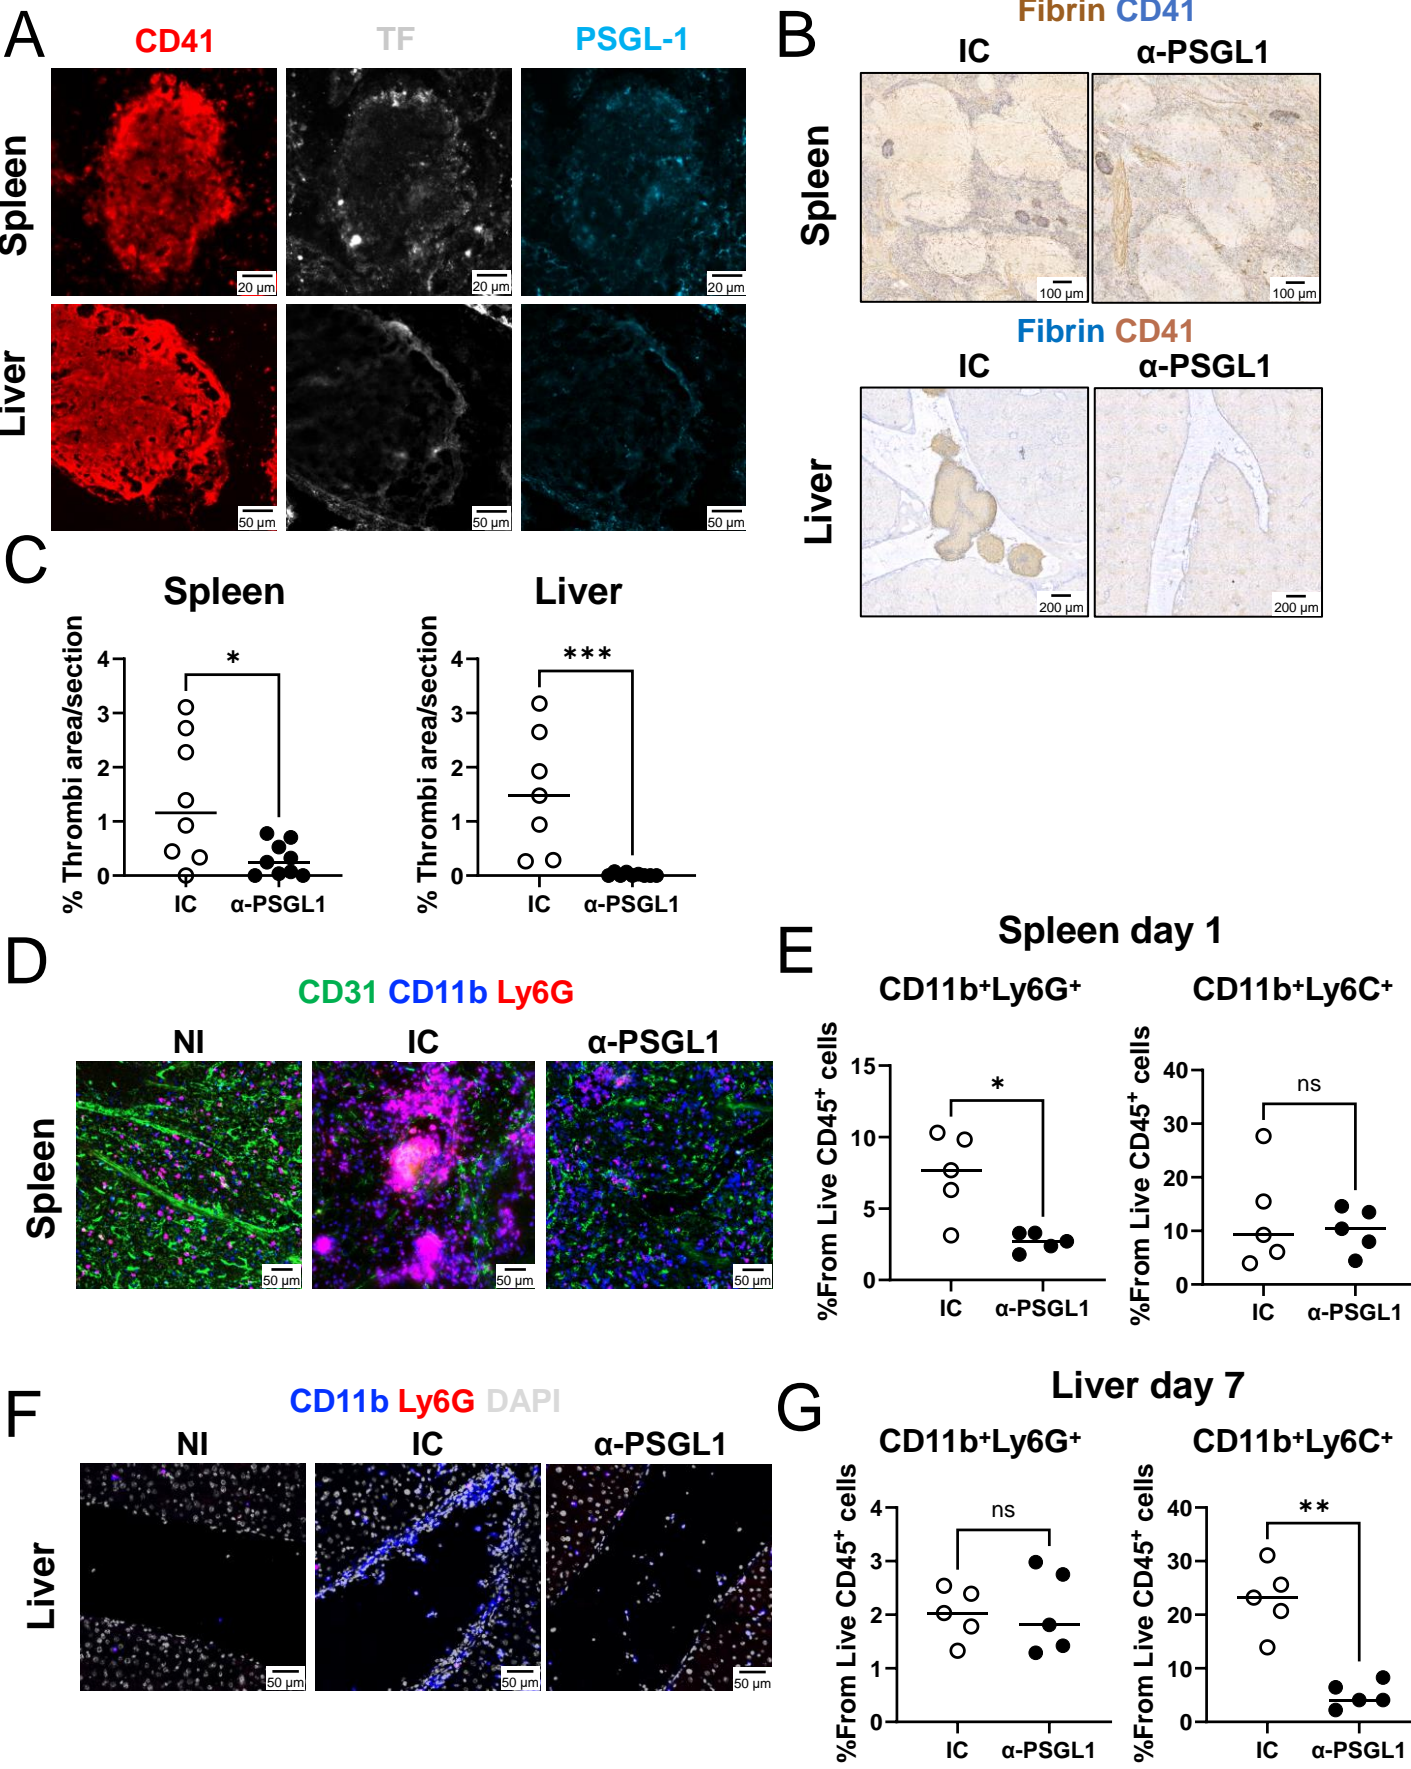 A
CD41 TF PSGL-1
Spleen
20 µm 20 µm 20 µm
Liver
50 µm 50 µm 50 µm
B
Fibrin CD41
IC α-PSGL1
Spleen
100 µm 100 µm
Fibrin CD41
IC α-PSGL1
Liver
200 µm 200 µm
C
Spleen
% Thrombi area/section
4
3
2
1
0
*
IC α-PSGL1
Liver
% Thrombi area/section
4
3
2
1
0
***
IC α-PSGL1
D
CD31 CD11b Ly6G
NI IC α-PSGL1
Spleen
50 µm 50 µm 50 µm
E
Spleen day 1
CD11b⁺Ly6G⁺
%From Live CD45⁺ cells
15
10
5
0
*
IC α-PSGL1
CD11b⁺Ly6C⁺
%From Live CD45⁺ cells
40
30
20
10
0
ns
IC α-PSGL1
F
CD11b Ly6G DAPI
NI IC α-PSGL1
Liver
50 µm 50 µm 50 µm
G
Liver day 7
CD11b⁺Ly6G⁺
%From Live CD45⁺ cells
4
3
2
1
0
ns
IC α-PSGL1
CD11b⁺Ly6C⁺
%From Live CD45⁺ cells
40
30
20
10
0
**
IC α-PSGL1